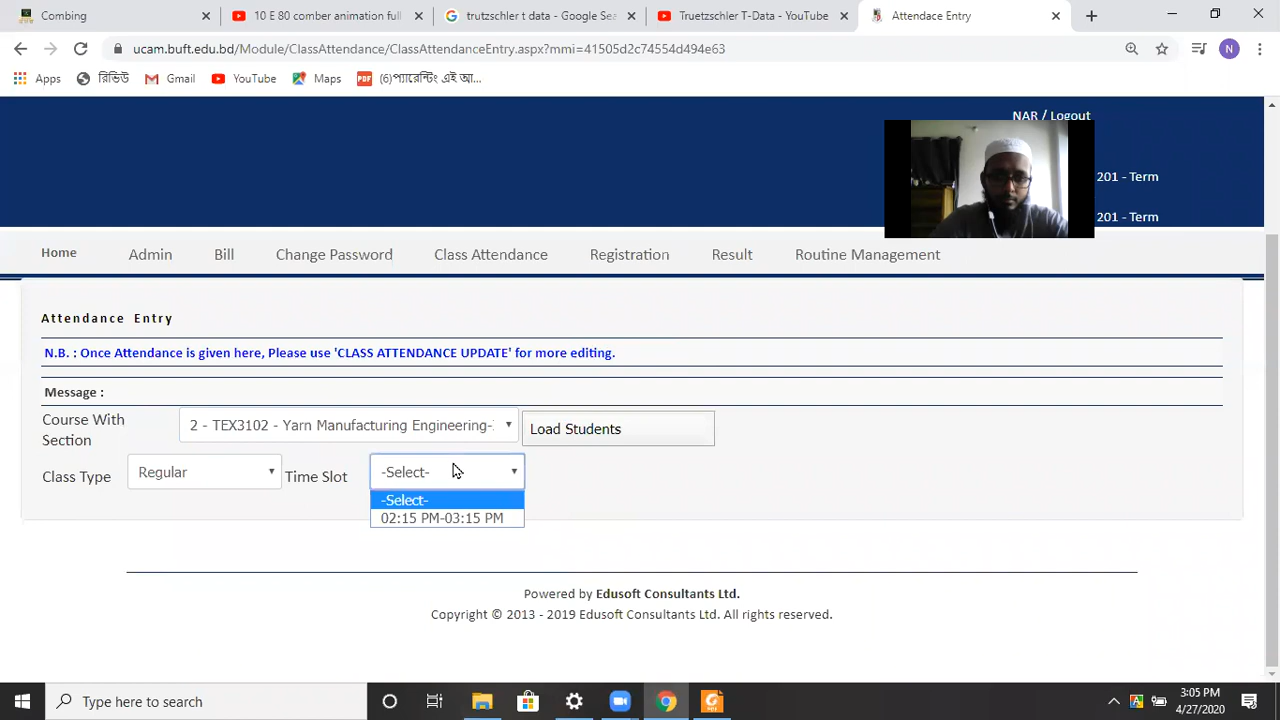 Combing
10 E 80 comber animation full
trutzschler t data - Google Sea
Truetzschler T-Data - YouTube
Attendace Entry
ucam.buft.edu.bd/Module/ClassAttendance/ClassAttendanceEntry.aspx?mmi=41505d2c74554d494e63
N
Apps
রিভিউ
Gmail
YouTube
Maps
PDF
(6)প্যারেন্টিং এই আ...
NAR / Logout
201 - Term
201 - Term
Home
Admin
Bill
Change Password
Class Attendance
Registration
Result
Routine Management
Attendance Entry
N.B. : Once Attendance is given here, Please use 'CLASS ATTENDANCE UPDATE' for more editing.
Message :
Course With
Section
2 - TEX3102 - Yarn Manufacturing Engineering-
Load Students
Class Type
Regular
Time Slot
-Select-
-Select-
02:15 PM-03:15 PM
Powered by Edusoft Consultants Ltd.
Copyright © 2013 - 2019 Edusoft Consultants Ltd. All rights reserved.
Type here to search
3:05 PM
4/27/2020